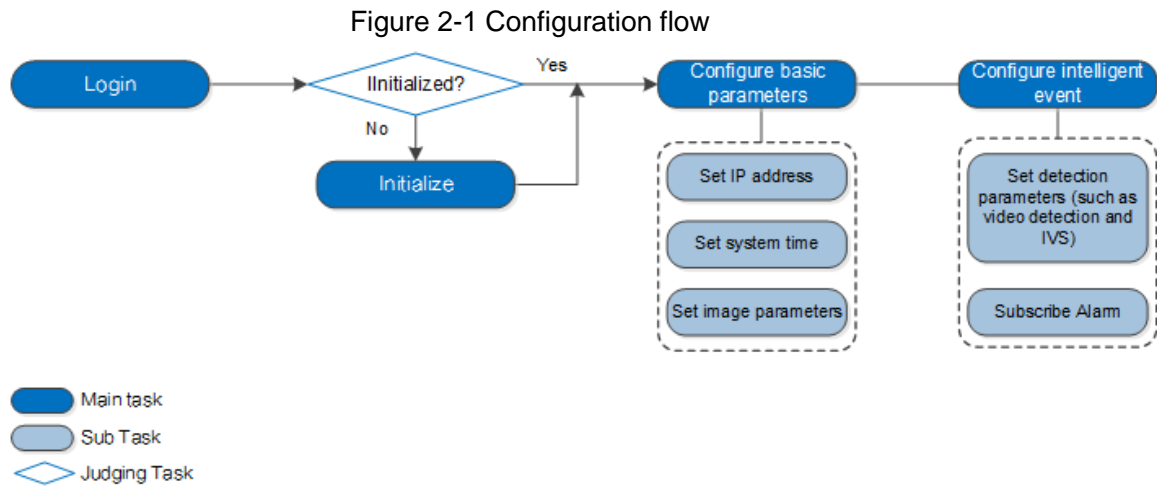 Figure 2-1 Configuration flow
Login
IInitialized?
Yes
No
Initialize
Configure basic
parameters
Set IP address
Set system time
Set image parameters
Configure intelligent
event
Set detection
parameters (such as
video detection and
IVS)
Subscribe Alarm
Main task
Sub Task
Judging Task